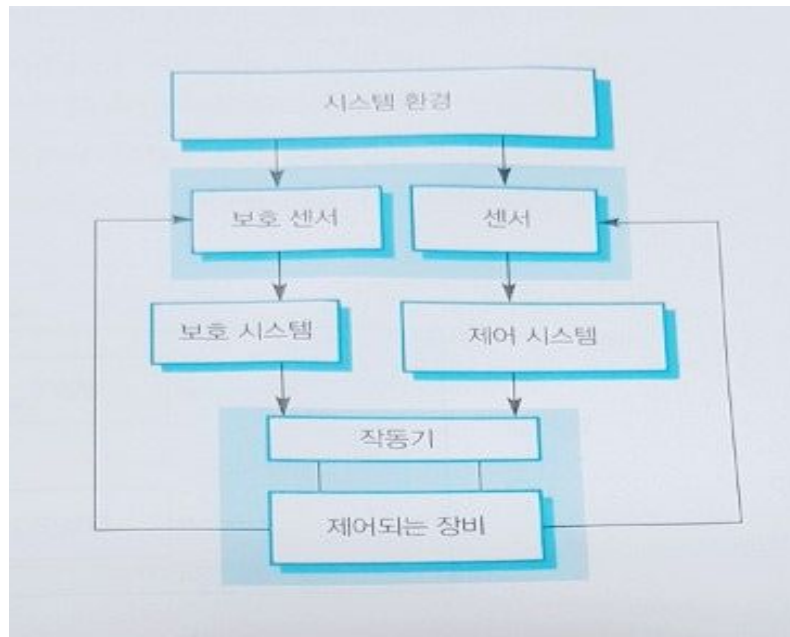 시스템 환경
보호 센서
센서
보호 시스템
제어 시스템
작동기
제어되는 장비